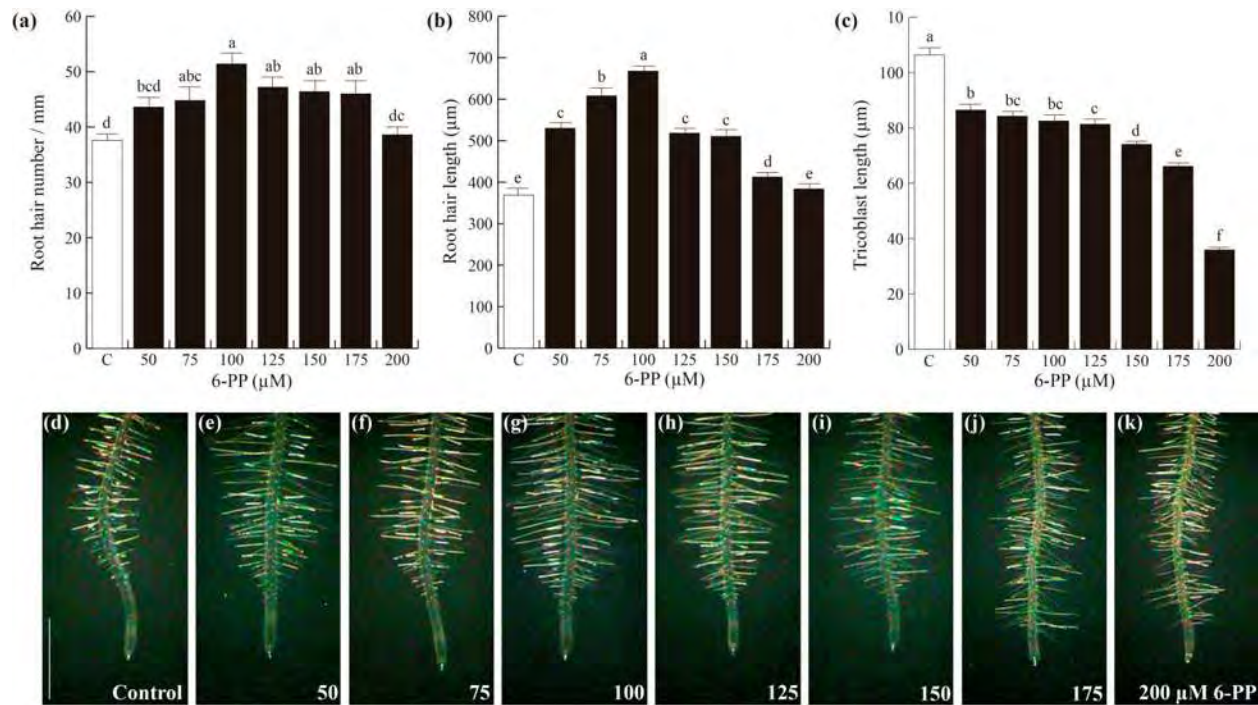 (a)
60
50
40
30
20
10
0
Root hair number / mm
d
bcd
abc
a
ab
ab
ab
dc
C 50 75 100 125 150 175 200
6-PP (µM)
(b)
800
700
600
500
400
300
200
100
0
Root hair length (µm)
e
c
b
a
c
c
d
e
C 50 75 100 125 150 175 200
6-PP (µM)
(c)
10
100
80
60
40
20
0
Tricoblast length (µm)
a
b
bc
bc
c
d
e
f
C 50 75 100 125 150 175 200
6-PP (µM)
(d) (e) (f) (g) (h) (i) (j) (k)
Control 50 75 100 125 150 175 200 µM 6-PP